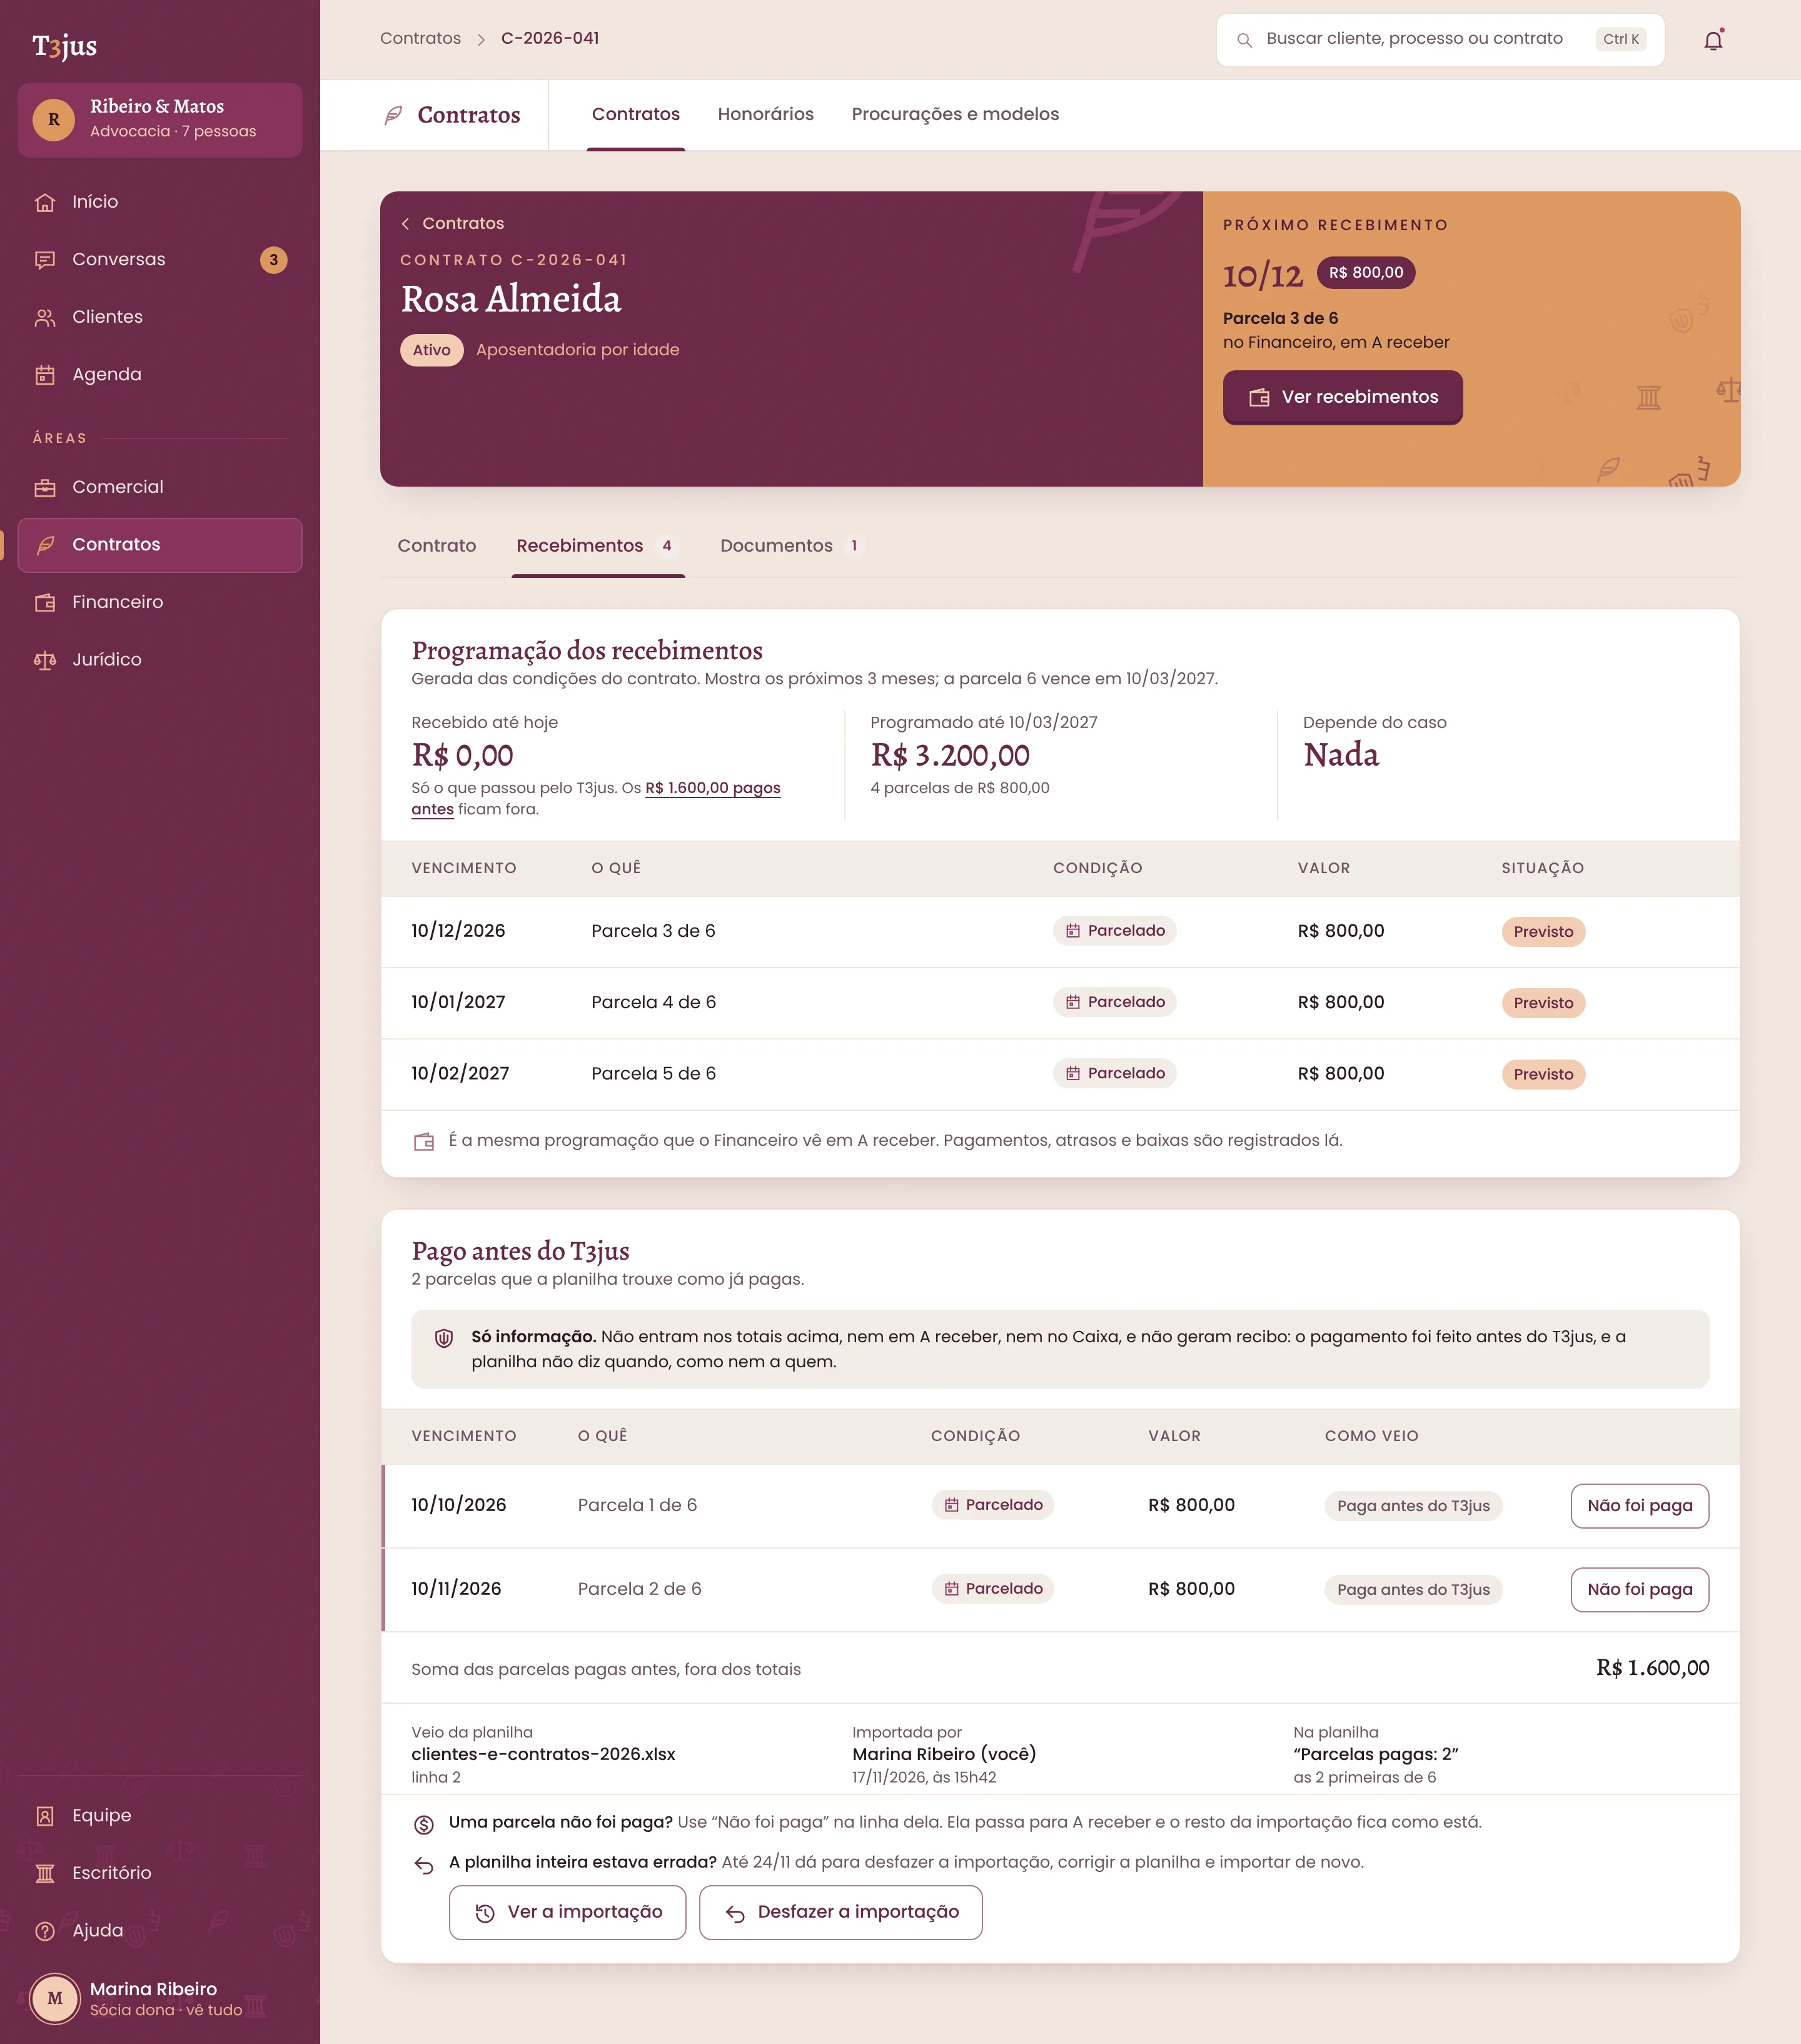 T3jus
R
Ribeiro & Matos
Advocacia · 7 pessoas
Início
Conversas
3
Clientes
Agenda
ÁREAS
Comercial
Contratos
Financeiro
Jurídico
Equipe
Escritório
Ajuda
M
Marina Ribeiro
Sócia dona · vê tudo
Contratos
C-2026-041
Buscar cliente, processo ou contrato
Ctrl K
Contratos
Contratos
Honorários
Procurações e modelos
Contratos
CONTRATO C-2026-041
Rosa Almeida
Ativo
Aposentadoria por idade
PRÓXIMO RECEBIMENTO
10/12
R$ 800,00
Parcela 3 de 6
no Financeiro, em A receber
Ver recebimentos
Contrato
Recebimentos 4
Documentos 1
Programação dos recebimentos
Gerada das condições do contrato. Mostra os próximos 3 meses; a parcela 6 vence em 10/03/2027.
Recebido até hoje
R$ 0,00
Só o que passou pelo T3jus. Os R$ 1.600,00 pagos
antes ficam fora.
Programado até 10/03/2027
R$ 3.200,00
4 parcelas de R$ 800,00
Depende do caso
Nada
VENCIMENTO O QUÊ CONDIÇÃO VALOR SITUAÇÃO
10/12/2026 Parcela 3 de 6 Parcelado R$ 800,00 Previsto
10/01/2027 Parcela 4 de 6 Parcelado R$ 800,00 Previsto
10/02/2027 Parcela 5 de 6 Parcelado R$ 800,00 Previsto
É a mesma programação que o Financeiro vê em A receber. Pagamentos, atrasos e baixas são registrados lá.
Pago antes do T3jus
2 parcelas que a planilha trouxe como já pagas.
Só informação. Não entram nos totais acima, nem em A receber, nem no Caixa, e não geram recibo: o pagamento foi feito antes do T3jus, e a
planilha não diz quando, como nem a quem.
VENCIMENTO O QUÊ CONDIÇÃO VALOR COMO VEIO
10/10/2026 Parcela 1 de 6 Parcelado R$ 800,00 Paga antes do T3jus Não foi paga
10/11/2026 Parcela 2 de 6 Parcelado R$ 800,00 Paga antes do T3jus Não foi paga
Soma das parcelas pagas antes, fora dos totais R$ 1.600,00
Veio da planilha
clientes-e-contratos-2026.xlsx
linha 2
Importada por
Marina Ribeiro (você)
17/11/2026, às 15h42
Na planilha
“Parcelas pagas: 2”
as 2 primeiras de 6
Uma parcela não foi paga? Use “Não foi paga” na linha dela. Ela passa para A receber e o resto da importação fica como está.
A planilha inteira estava errada? Até 24/11 dá para desfazer a importação, corrigir a planilha e importar de novo.
Ver a importação
Desfazer a importação